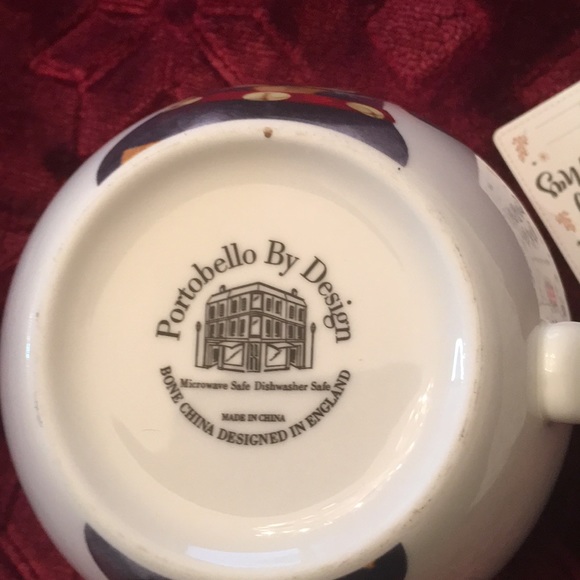 Portobello By Design
Microwave Safe Dishwasher Safe
MADE IN CHINA
BONE CHINA DESIGNED IN ENGLAND